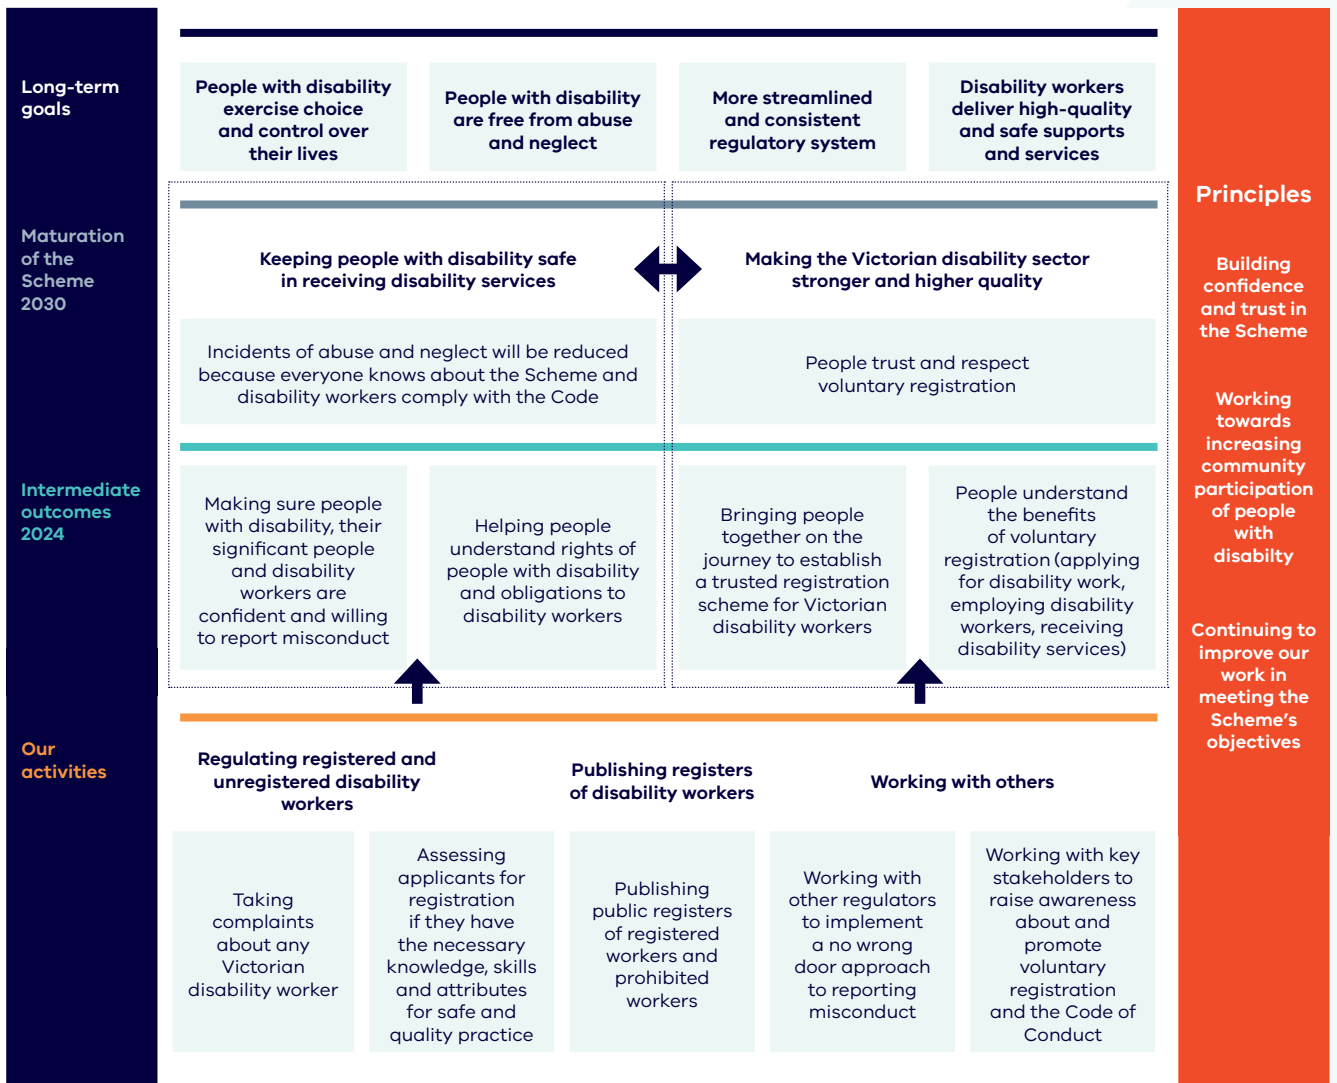 Long-term
goals
People with disability
exercise choice
and control over
their lives
People with disability
are free from abuse
and neglect
More streamlined
and consistent
regulatory system
Disability workers
deliver high-quality
and safe supports
and services
Maturation
of the
Scheme
2030
Keeping people with disability safe
in receiving disability services
Making the Victorian disability sector
stronger and higher quality
Incidents of abuse and neglect will be reduced
because everyone knows about the Scheme and
disability workers comply with the Code
People trust and respect
voluntary registration
Intermediate
outcomes
2024
Making sure people
with disability, their
significant people
and disability
workers are
confident and willing
to report misconduct
Helping people
understand rights of
people with disability
and obligations to
disability workers
Bringing people
together on the
journey to establish
a trusted registration
scheme for Victorian
disability workers
People understand
the benefits
of voluntary
registration (applying
for disability work,
employing disability
workers, receiving
disability services)
Our
activities
Regulating registered and
unregistered disability
workers
Publishing registers
of disability workers
Working with others
Taking
complaints
about any
Victorian
disability worker
Assessing
applicants for
registration
if they have
the necessary
knowledge, skills
and attributes
for safe and
quality practice
Publishing
public registers
of registered
workers and
prohibited
workers
Working with
other regulators
to implement
a no wrong
door approach
to reporting
misconduct
Working with key
stakeholders to
raise awareness
about and
promote
voluntary
registration
and the Code of
Conduct
Principles
Building
confidence
and trust in
the Scheme
Working
towards
increasing
community
participation
of people
with
disabilty
Continuing to
improve our
work in
meeting the
Scheme's
objectives